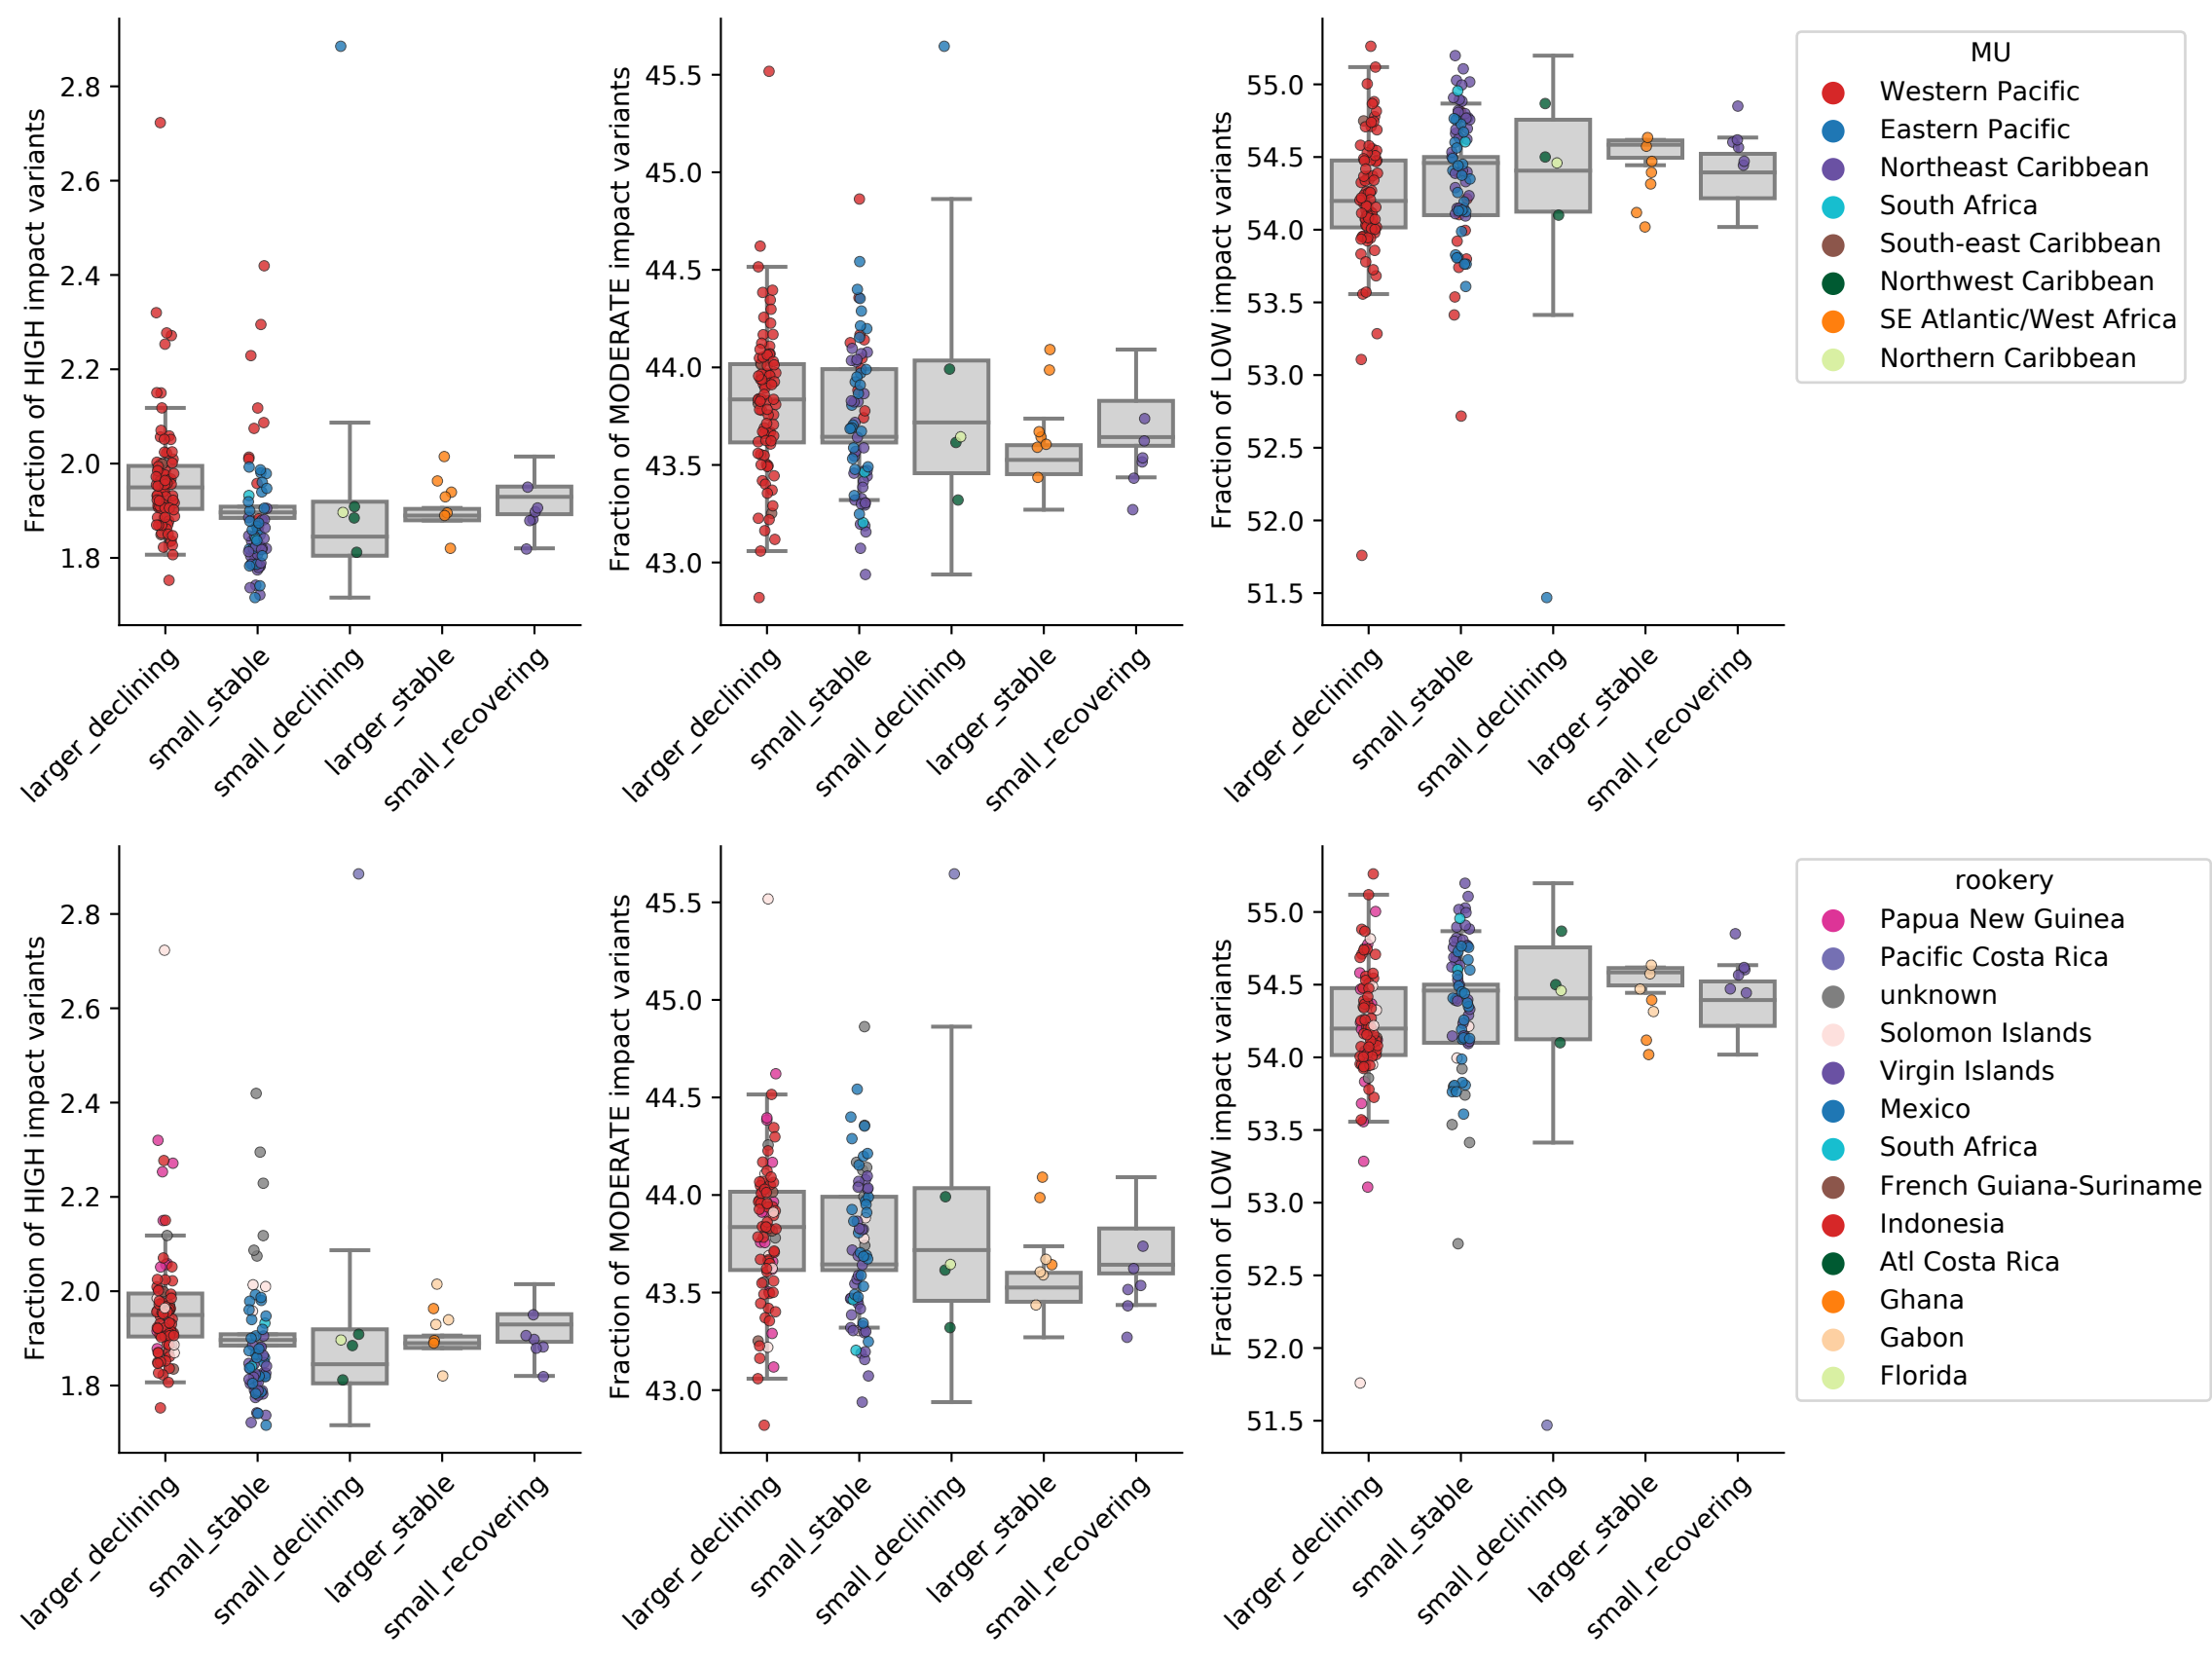 Fraction of HIGH impact variants
2.8
2.6
2.4
2.2
2.0
1.8
larger_declining
small_stable
small_declining
larger_stable
small_recovering
Fraction of MODERATE impact variants
45.5
45.0
44.5
44.0
43.5
43.0
larger_declining
small_stable
small_declining
larger_stable
small_recovering
Fraction of LOW impact variants
55.0
54.5
54.0
53.5
53.0
52.5
52.0
51.5
larger_declining
small_stable
small_declining
larger_stable
small_recovering
MU
Western Pacific
Eastern Pacific
Northeast Caribbean
South Africa
South-east Caribbean
Northwest Caribbean
SE Atlantic/West Africa
Northern Caribbean
Fraction of HIGH impact variants
2.8
2.6
2.4
2.2
2.0
1.8
larger_declining
small_stable
small_declining
larger_stable
small_recovering
Fraction of MODERATE impact variants
45.5
45.0
44.5
44.0
43.5
43.0
larger_declining
small_stable
small_declining
larger_stable
small_recovering
Fraction of LOW impact variants
55.0
54.5
54.0
53.5
53.0
52.5
52.0
51.5
larger_declining
small_stable
small_declining
larger_stable
small_recovering
rookery
Papua New Guinea
Pacific Costa Rica
unknown
Solomon Islands
Virgin Islands
Mexico
South Africa
French Guiana-Suriname
Indonesia
Atl Costa Rica
Ghana
Gabon
Florida